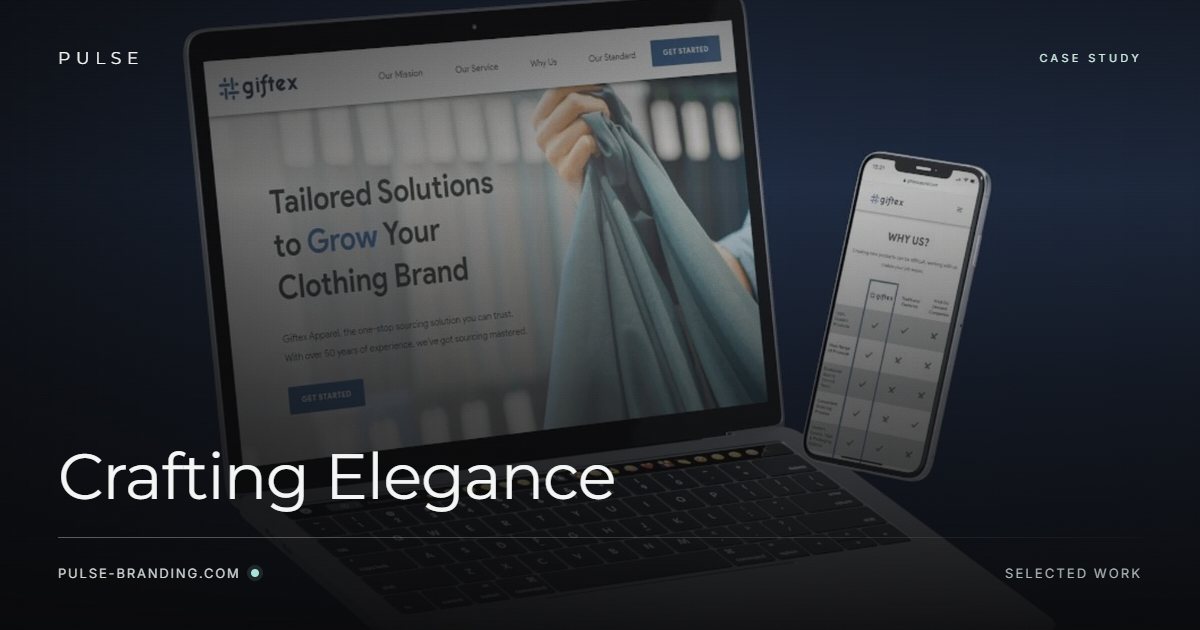 PULSE
CASE STUDY
giftex
Our Mission
Our Service
Why Us
Our Standard
GET STARTED
Tailored Solutions
to Grow Your
Clothing Brand
Giftex Apparel, the one-stop sourcing solution you can trust.
With over 50 years of experience, we've got sourcing mastered.
GET STARTED
giftex
WHY US?
giftex
Crafting Elegance
PULSE-BRANDING.COM
SELECTED WORK